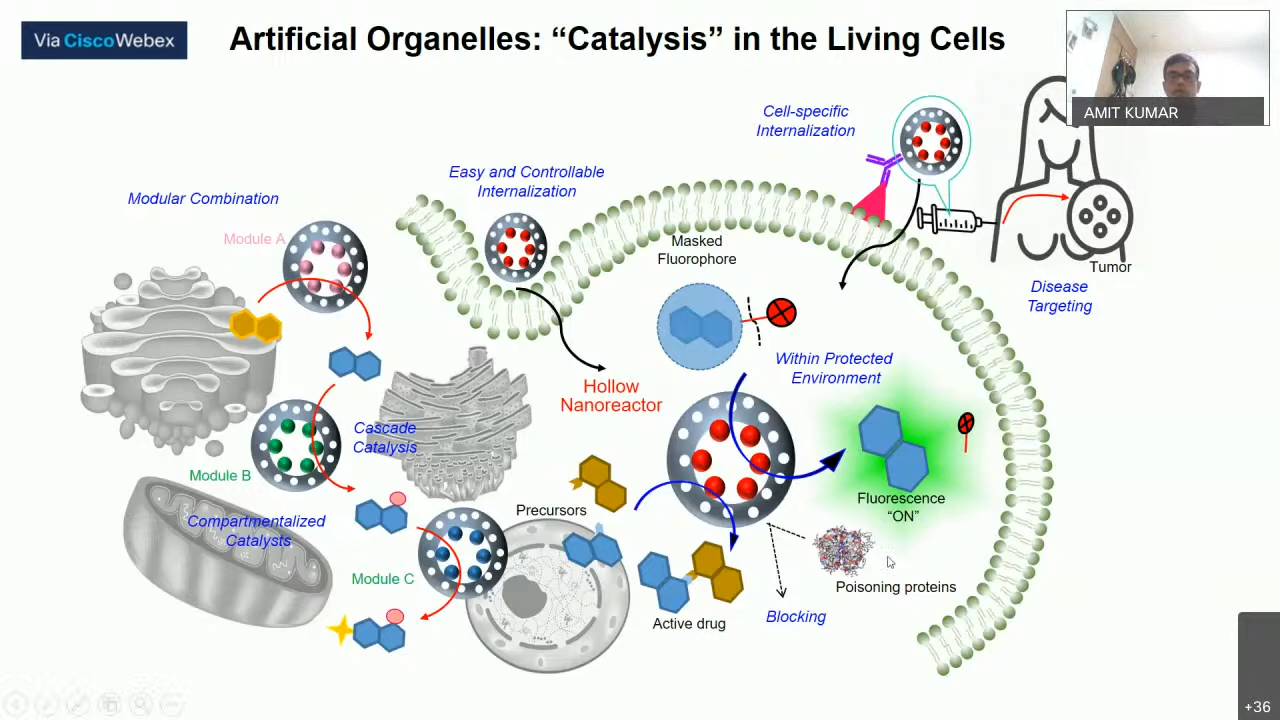 Via Cisco Webex
Artificial Organelles: “Catalysis” in the Living Cells
AMIT KUMAR
Cell-specific
Internalization
Easy and Controllable
Internalization
Modular Combination
Module A
Masked
Fluorophore
Tumor
Disease
Targeting
Within Protected
Environment
Hollow
Nanoreactor
Cascade
Catalysis
Module B
Compartmentalized
Catalysts
Precursors
Fluorescence
“ON”
Module C
Poisoning proteins
Active drug
Blocking
+36